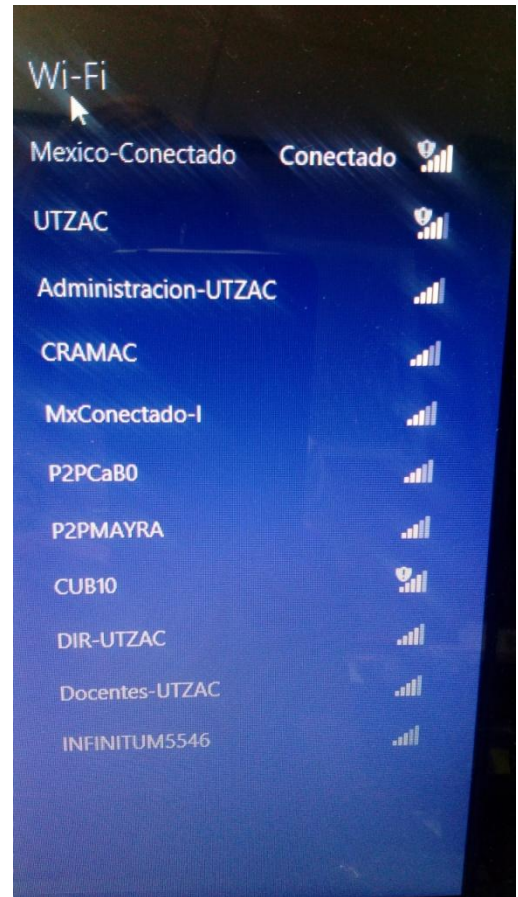 Wi-Fi
Mexico-Conectado Conectado
UTZAC
Administracion-UTZAC
CRAMAC
MxConectado-I
P2PCaB0
P2PMAYRA
CUB10
DIR-UTZAC
Docentes-UTZAC
INFINITUM5546